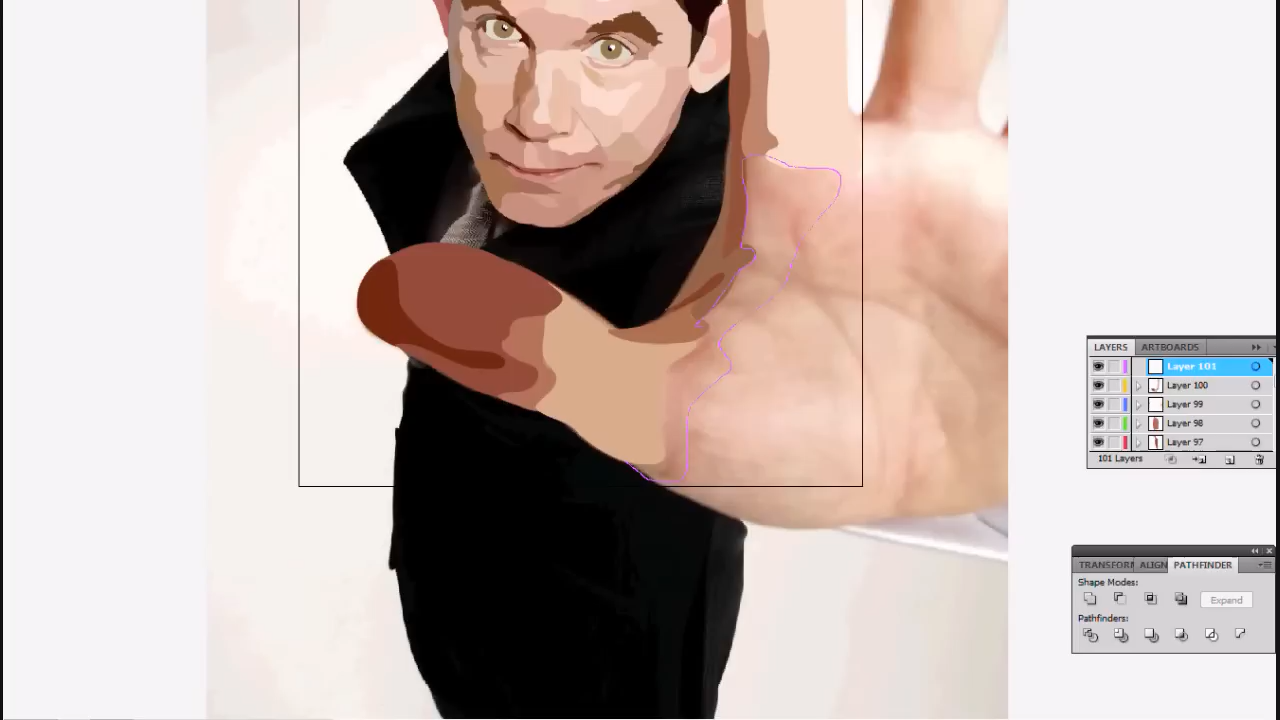 LAYERS ARTBOARDS
Layer 101
Layer 100
Layer 99
Layer 98
Layer 97
101 Layers
TRANSFORM ALIGN PATHFINDER
Shape Modes:
Expand
Pathfinders: